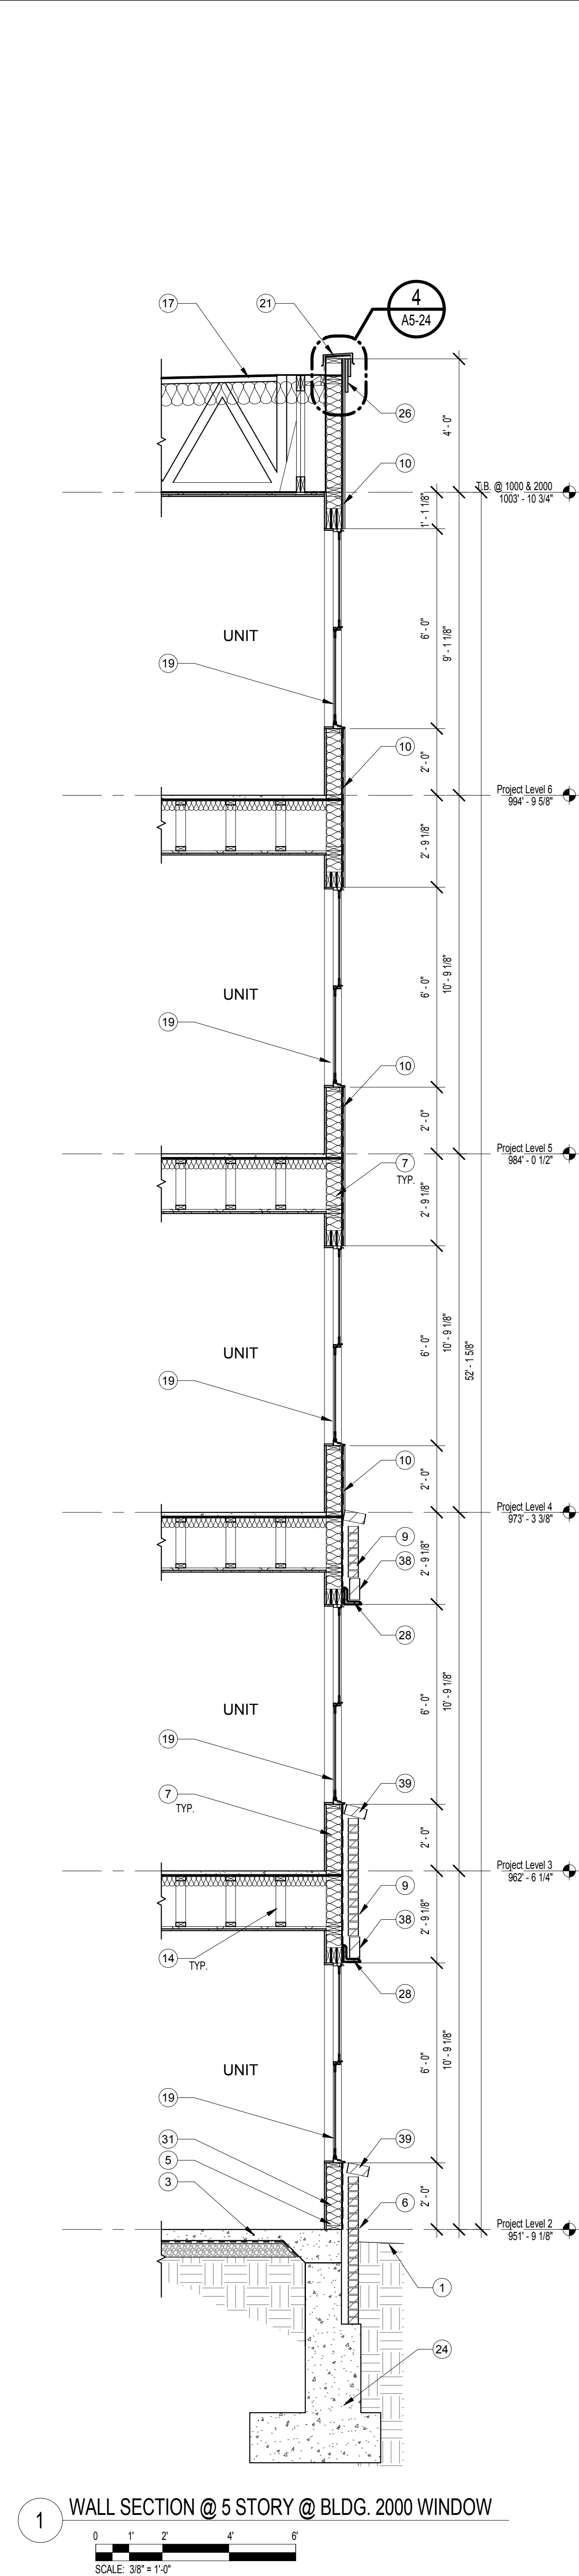 17
21
4
A5-24
26
4' - 0"
10
T.B. @ 1000 & 2000
1003' - 10 3/4"
1' - 1 1/8"
UNIT
6' - 0"
9' - 1 1/8"
19
10
2' - 0"
Project Level 6
994' - 9 5/8"
2' - 9 1/8"
UNIT
6' - 0"
10' - 9 1/8"
19
10
2' - 0"
Project Level 5
984' - 0 1/2"
7
TYP.
2' - 9 1/8"
UNIT
6' - 0"
10' - 9 1/8"
52' - 1 5/8"
19
10
2' - 0"
Project Level 4
973' - 3 3/8"
9
38
2' - 9 1/8"
28
UNIT
6' - 0"
10' - 9 1/8"
19
39
7
TYP.
2' - 0"
Project Level 3
962' - 6 1/4"
9
38
2' - 9 1/8"
14
TYP.
28
UNIT
6' - 0"
10' - 9 1/8"
19
31
39
5
3
6
2' - 0"
Project Level 2
951' - 9 1/8"
1
24
1
WALL SECTION @ 5 STORY @ BLDG. 2000 WINDOW
0 1' 2' 4' 6'
SCALE: 3/8" = 1'-0"